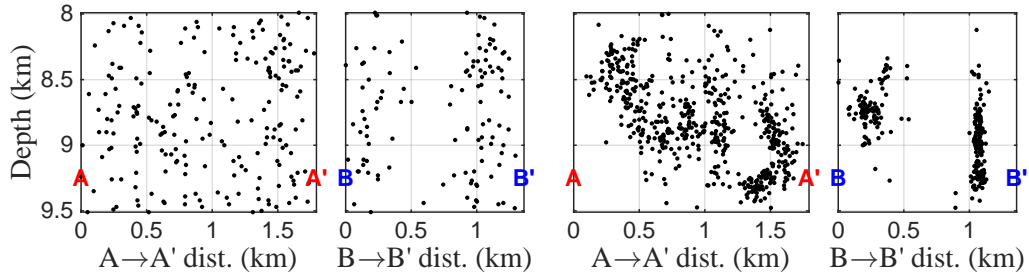 8
8.5
9
9.5
Depth (km)
A A' B B' A A' B B'
0 0.5 1 1.5 0 0.5 1 0 0.5 1 1.5 0 0.5 1
A→A' dist. (km) B→B' dist. (km) A→A' dist. (km) B→B' dist. (km)